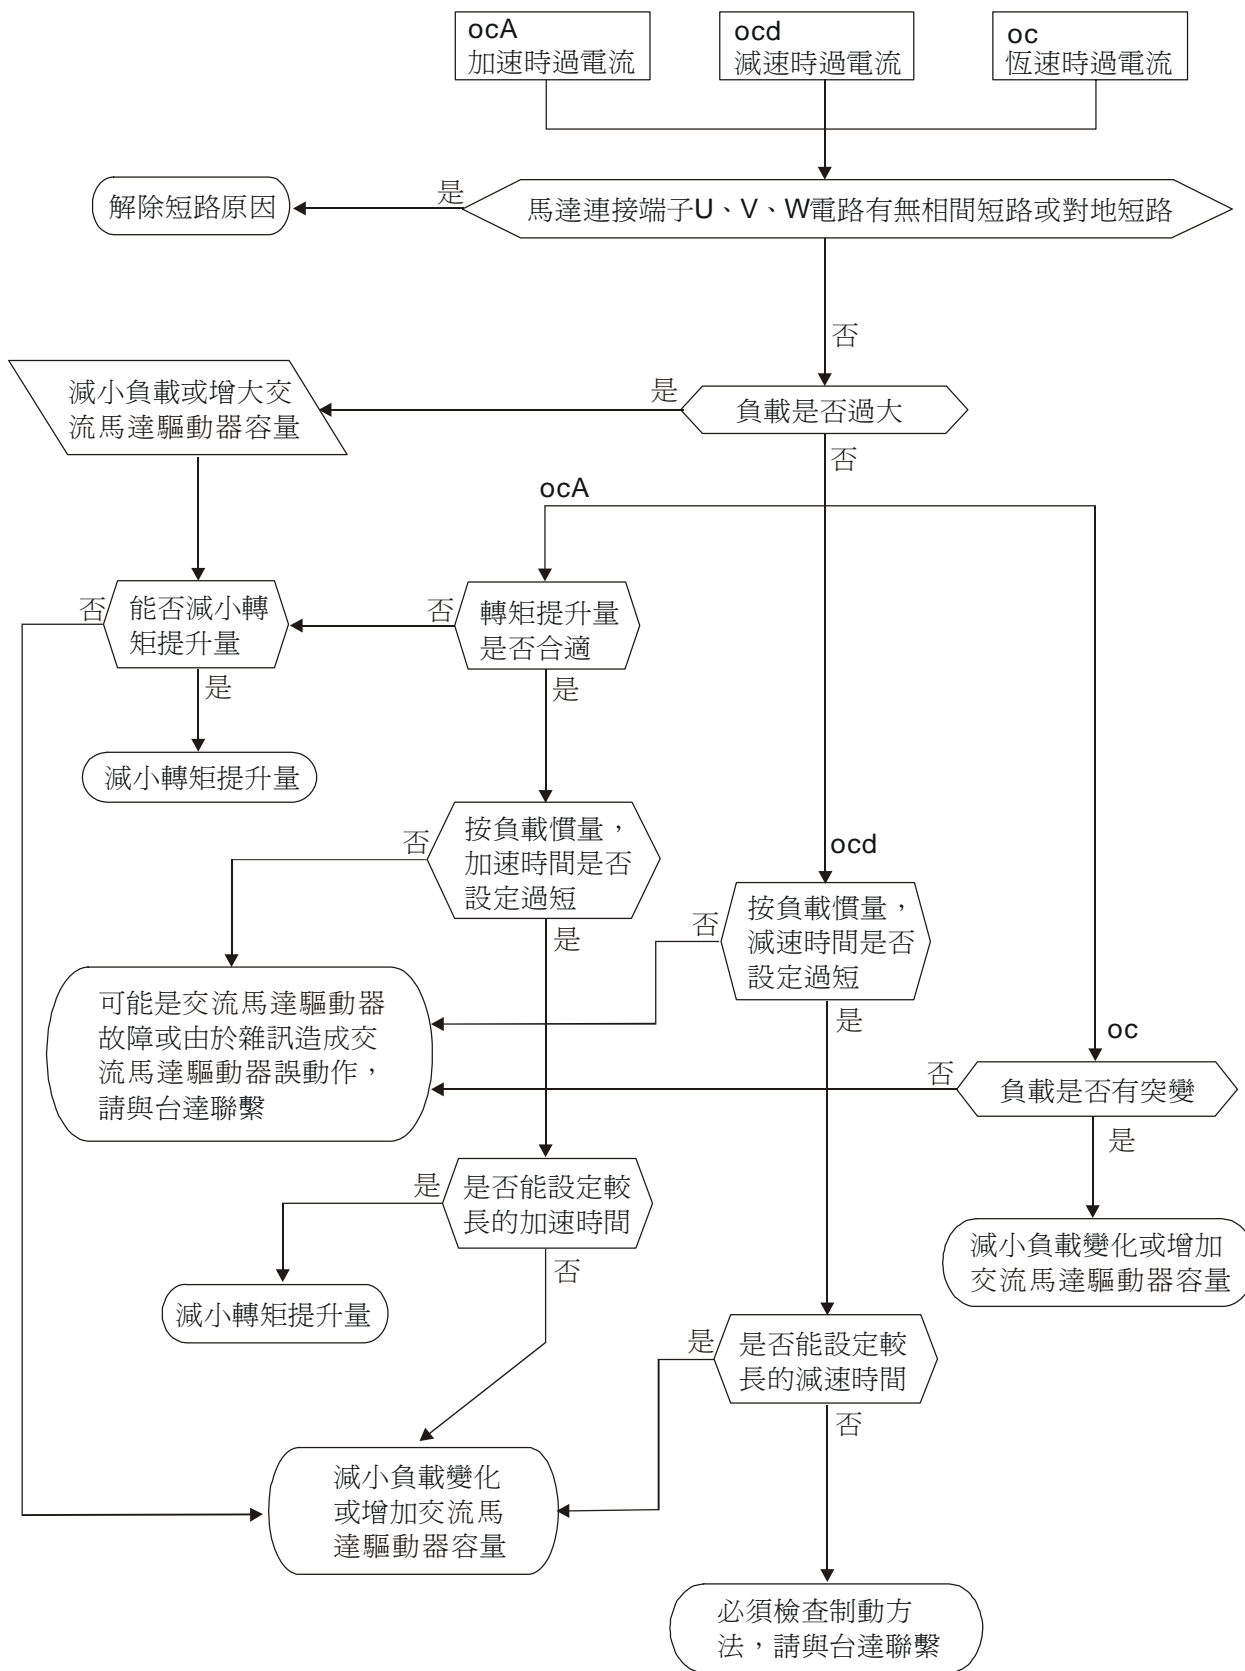 ocA
加速時過電流
ocd
減速時過電流
oc
恆速時過電流
是
解除短路原因
馬達連接端子U、V、W電路有無相間短路或對地短路
否
減小負載或增大交
流馬達驅動器容量
是
負載是否過大
否
ocA
否
能否減小轉
矩提升量
否
轉矩提升量
是否合適
是
是
減小轉矩提升量
否
按負載慣量,
加速時間是否
設定過短
ocd
否
按負載慣量,
減速時間是否
設定過短
是
可能是交流馬達驅動器
故障或由於雜訊造成交
流馬達驅動器誤動作,
請與台達聯繫
是
oc
否
負載是否有突變
是
是
是否能設定較
長的加速時間
否
減小負載變化或增加
交流馬達驅動器容量
減小轉矩提升量
是
是否能設定較
長的減速時間
否
減小負載變化
或增加交流馬
達驅動器容量
必須檢查制動方
法,請與台達聯繫